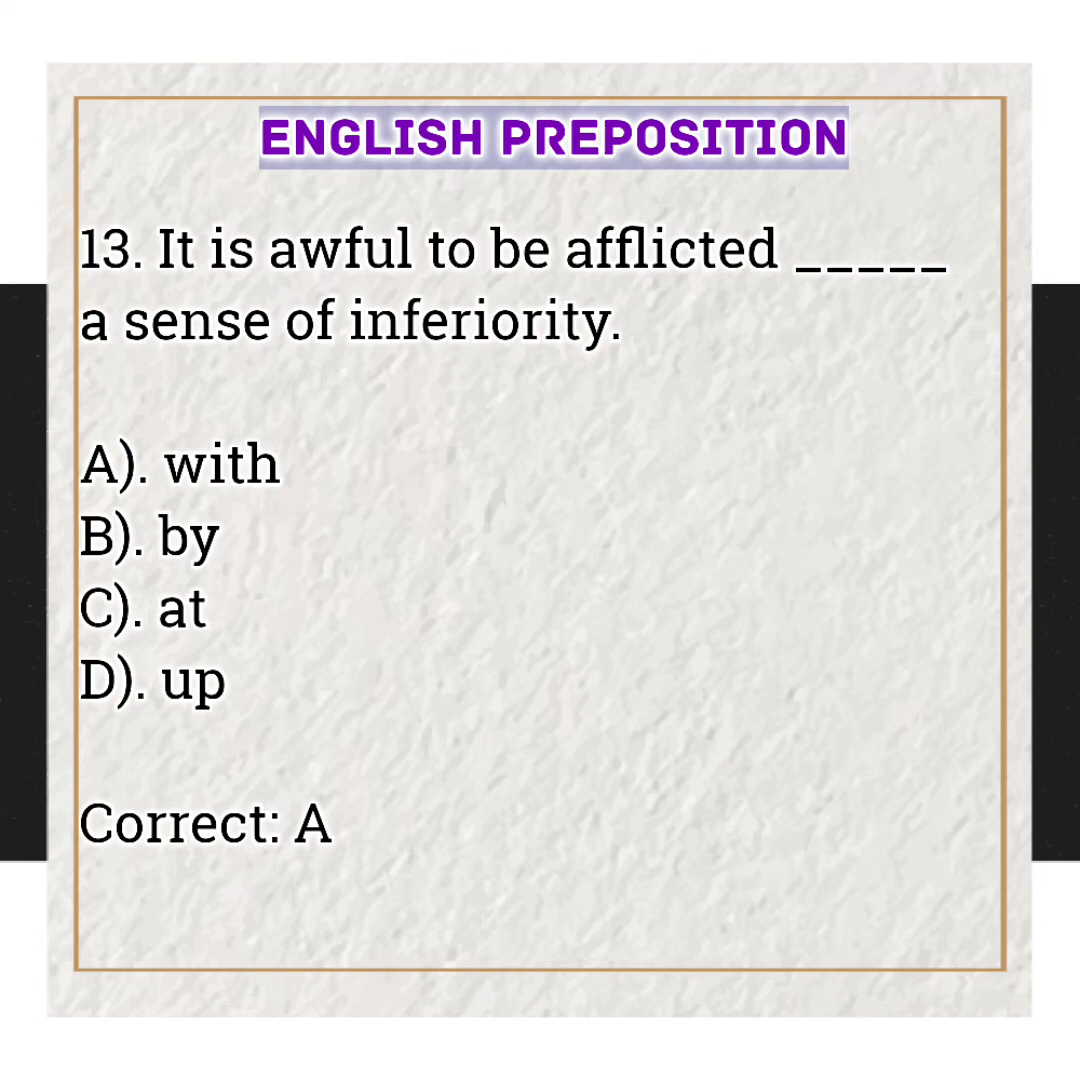 ENGLISH PREPOSITION
13. It is awful to be afflicted _____
a sense of inferiority.
A). with
B). by
C). at
D). up
Correct: A